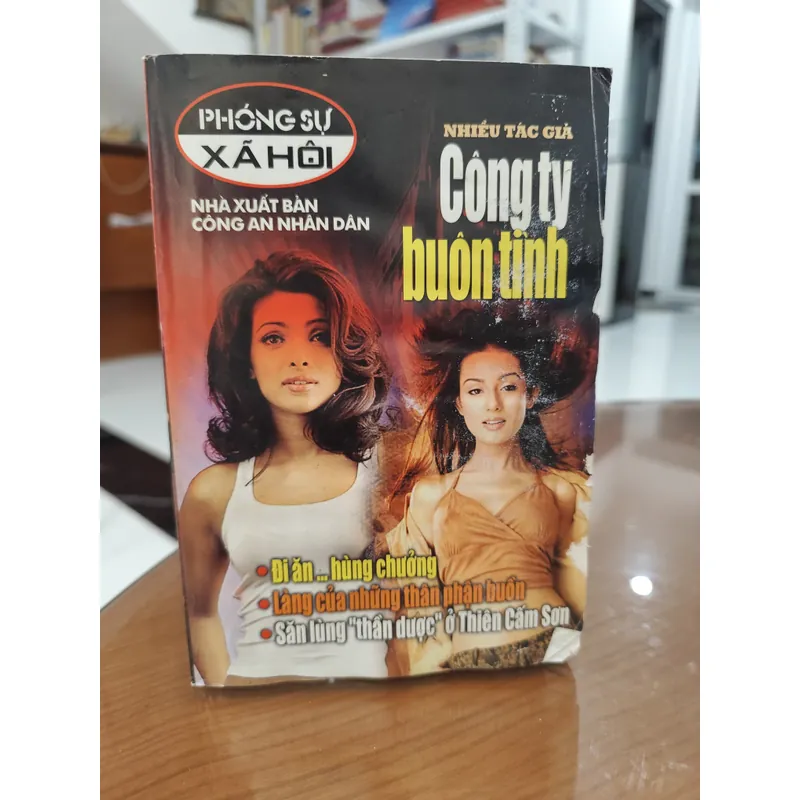 PHÓNG SỰ
XÃ HỘI
NHÀ XUẤT BẢN
CÔNG AN NHÂN DÂN
NHIỀU TÁC GIẢ
Công ty
buôn tình
• Đi ăn ... hùng chưởng
• Làng của những thân phận buồn
• Săn lùng "thần dược" ở Thiên Cấm Sơn